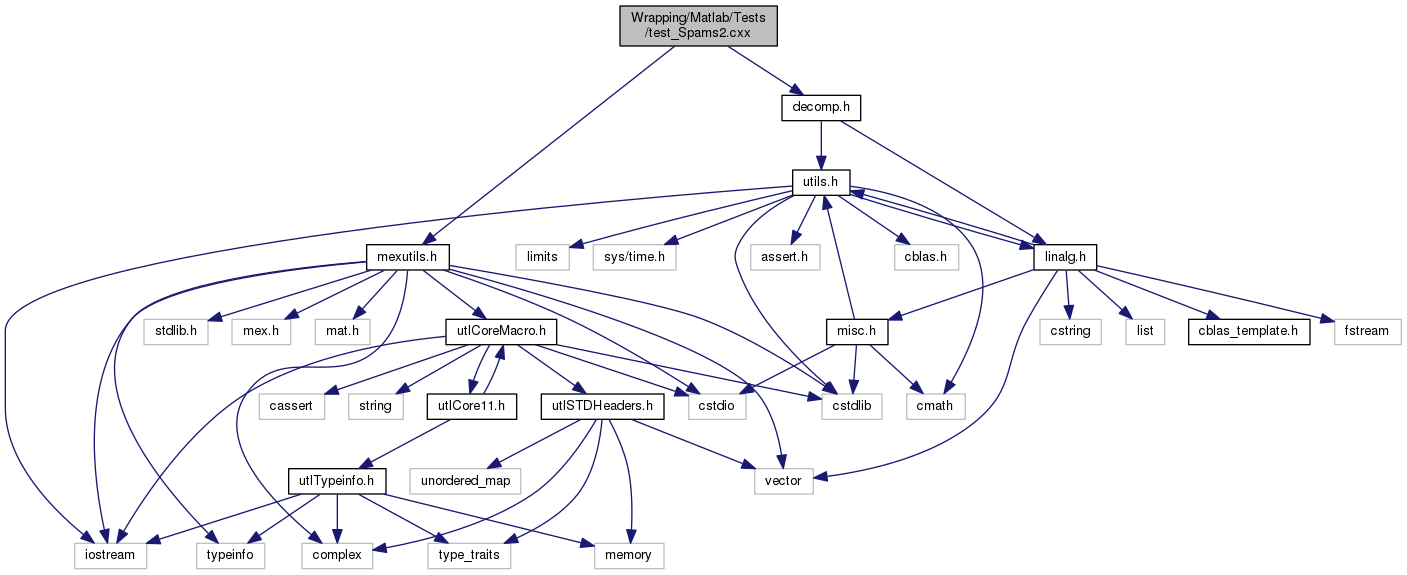 Wrapping/Matlab/Tests
/test_Spams2.cxx
decomp.h
utils.h
mexutils.h
limits
sys/time.h
assert.h
cblas.h
linalg.h
stdlib.h
mex.h
mat.h
utlCoreMacro.h
misc.h
cstring
list
cblas_template.h
fstream
cassert
string
utlCore11.h
utlSTDHeaders.h
cstdio
cstdlib
cmath
utlTypeinfo.h
unordered_map
vector
iostream
typeinfo
complex
type_traits
memory